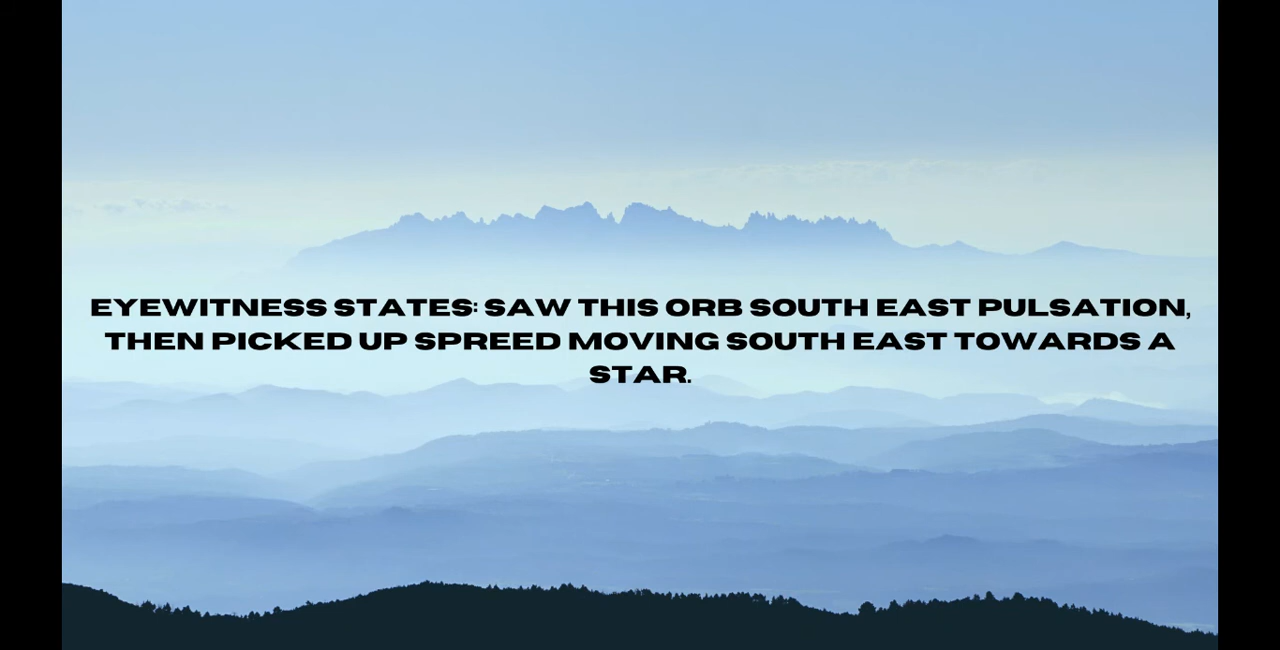 EYEWITNESS STATES: SAW THIS ORB SOUTH EAST PULSATION,
THEN PICKED UP SPREED MOVING SOUTH EAST TOWARDS A
STAR.